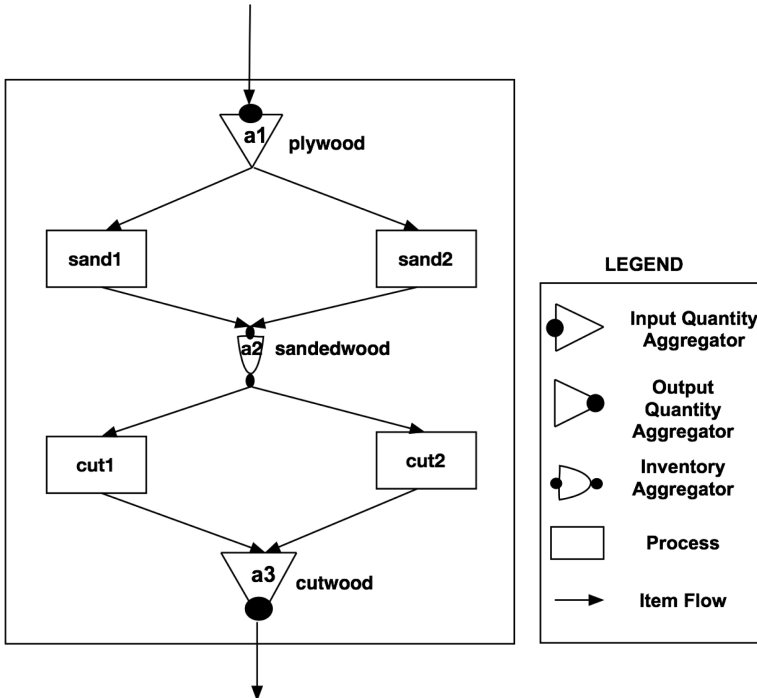 a1
plywood
sand1
sand2
a2
sandedwood
cut1
cut2
a3
cutwood
LEGEND
Input Quantity
Aggregator
Output
Quantity
Aggregator
Inventory
Aggregator
Process
Item Flow